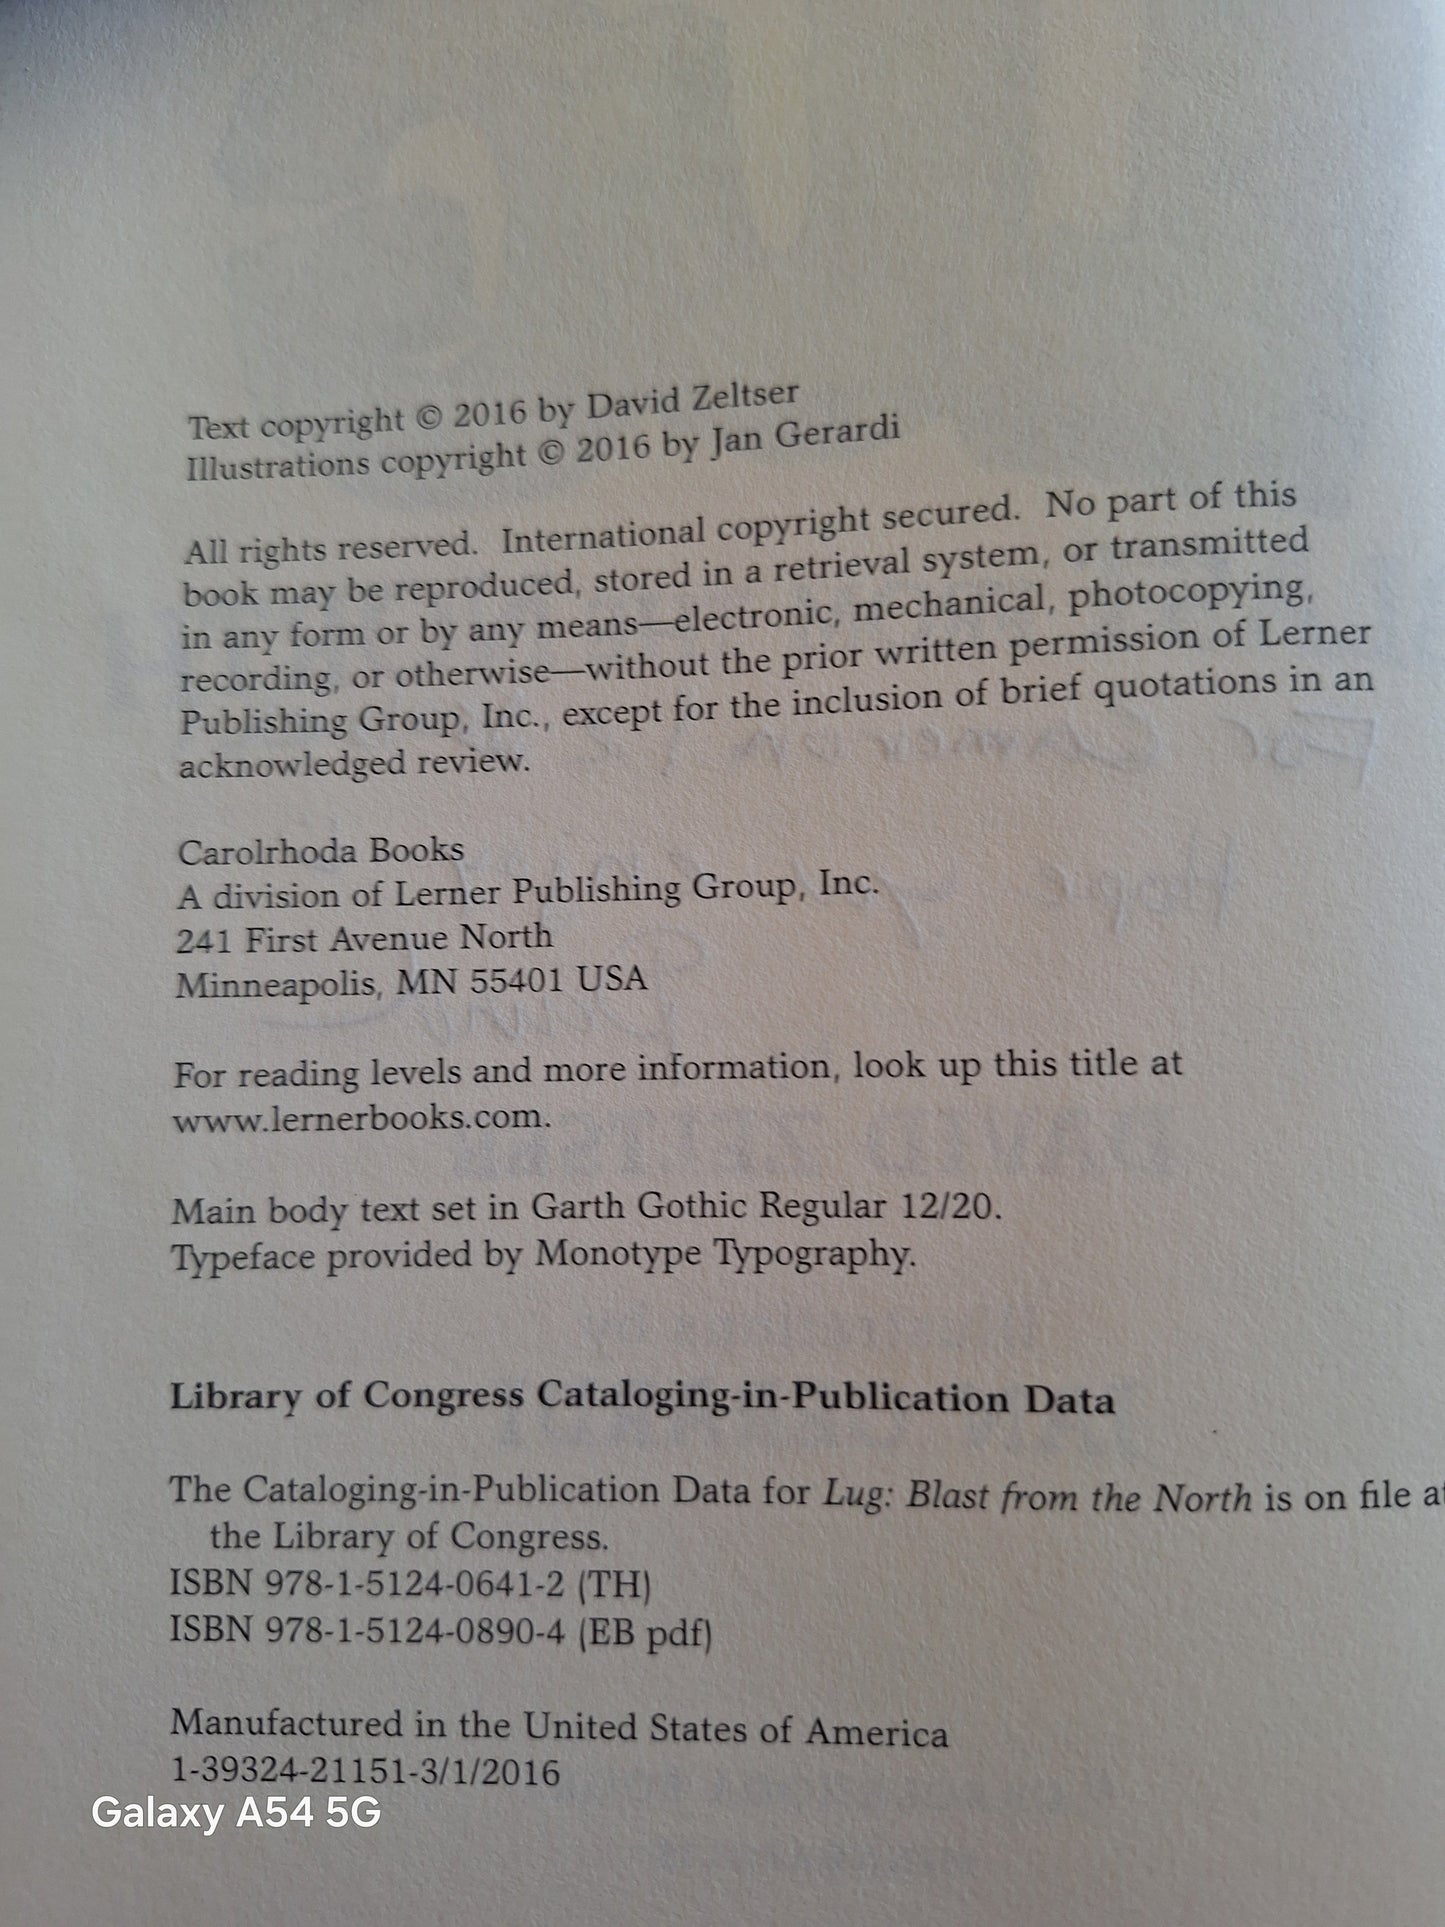 Text copyright © 2016 by David Zeltser
Illustrations copyright © 2016 by Jan Gerardi
All rights reserved. International copyright secured. No part of this
book may be reproduced, stored in a retrieval system, or transmitted
in any form or by any means—electronic, mechanical, photocopying,
recording, or otherwise—without the prior written permission of Lerner
Publishing Group, Inc., except for the inclusion of brief quotations in an
acknowledged review.
Carolrhoda Books
A division of Lerner Publishing Group, Inc.
241 First Avenue North
Minneapolis, MN 55401 USA
For reading levels and more information, look up this title at
www.lernerbooks.com.
Main body text set in Garth Gothic Regular 12/20.
Typeface provided by Monotype Typography.
Library of Congress Cataloging-in-Publication Data
The Cataloging-in-Publication Data for Lug: Blast from the North is on file at
the Library of Congress.
ISBN 978-1-5124-0641-2 (TH)
ISBN 978-1-5124-0890-4 (EB pdf)
Manufactured in the United States of America
1-39324-21151-3/1/2016
Galaxy A54 5G